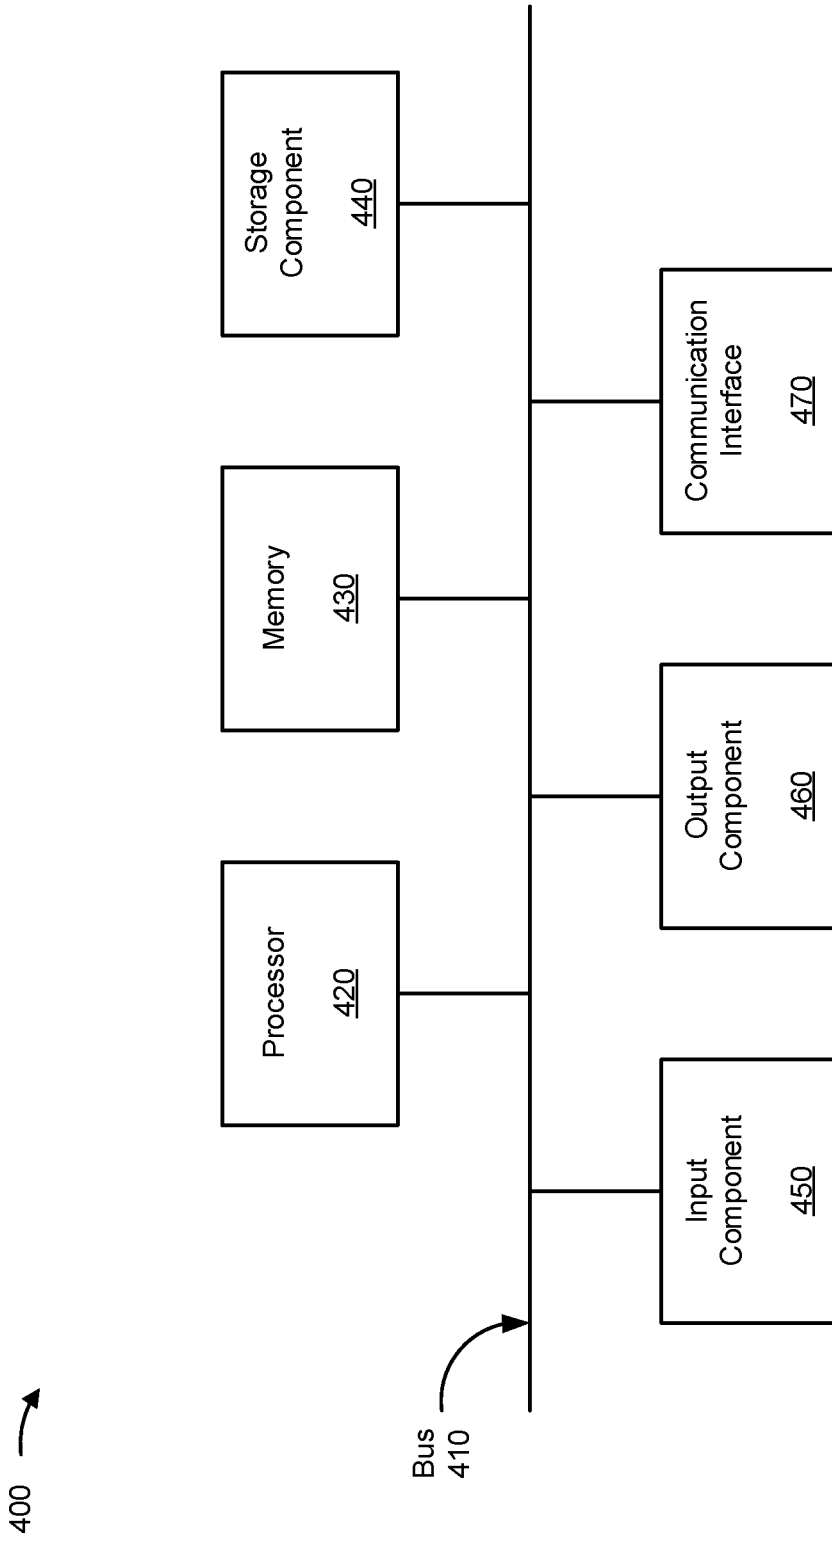 400
Bus
410
Processor
420
Memory
430
Storage
Component
440
Input
Component
450
Output
Component
460
Communication
Interface
470